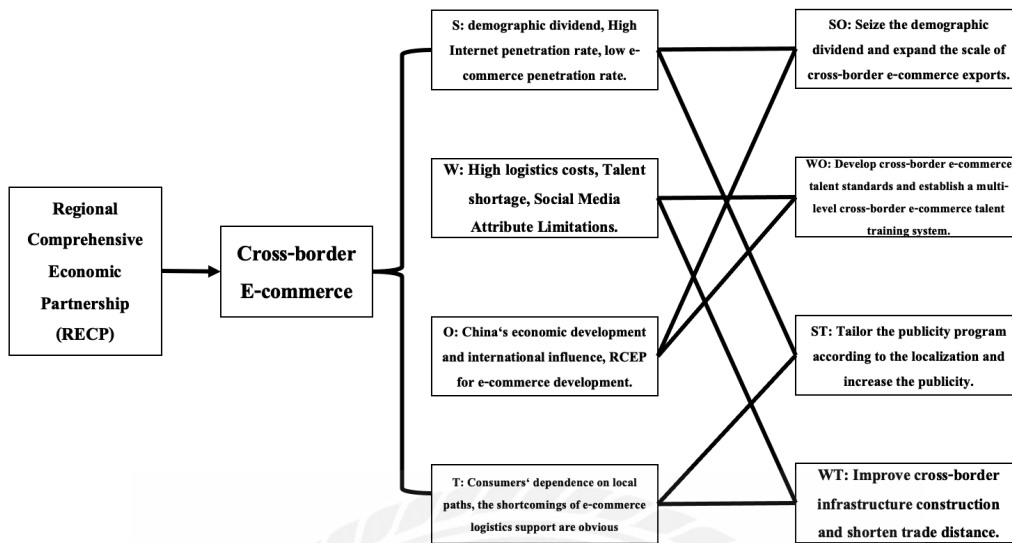 Regional
Comprehensive
Economic
Partnership
(RECP)
Cross-border
E-commerce
S: demographic dividend, High
Internet penetration rate, low e-
commerce penetration rate.
W: High logistics costs, Talent
shortage, Social Media
Attribute Limitations.
O: China‘s economic development
and international influence, RCEP
for e-commerce development.
T: Consumers‘ dependence on local
paths, the shortcomings of e-commerce
logistics support are obvious
SO: Seize the demographic
dividend and expand the scale of
cross-border e-commerce exports.
WO: Develop cross-border e-commerce
talent standards and establish a multi-
level cross-border e-commerce talent
training system.
ST: Tailor the publicity program
according to the localization and
increase the publicity.
WT: Improve cross-border
infrastructure construction
and shorten trade distance.